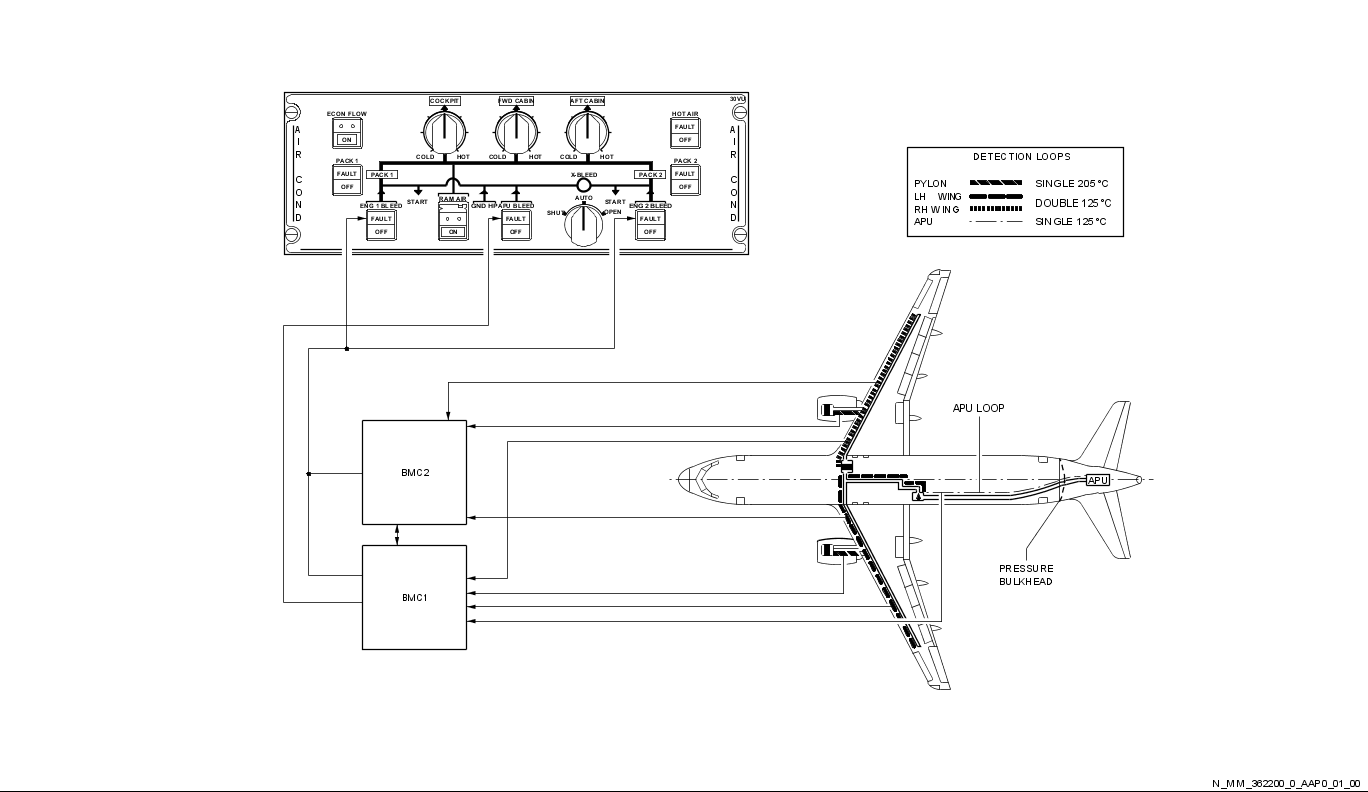 COCKPIT FWD CABIN AFT CABIN 30VU
ECON FLOW HOT AIR
ON
FAULT
OFF
AIR COND
AIR COND
COLD HOT COLD HOT COLD HOT
PACK 1 PACK 2
FAULT FAULT
OFF OFF
PACK 1 PACK 2
X-BLEED
START RAM AIR AUTO START
ENG 1 BLEED GND HP APU BLEED ENG 2 BLEED
SHUT OPEN
FAULT FAULT FAULT
OFF ON OFF OFF
DETECTION LOOPS
PYLON SINGLE 205°C
LH WING DOUBLE 125°C
RH WING
APU SINGLE 125°C
APU LOOP
BMC2
APU
PRESSURE
BULKHEAD
BMC1
N_MM_362200_0_AAP0_01_00